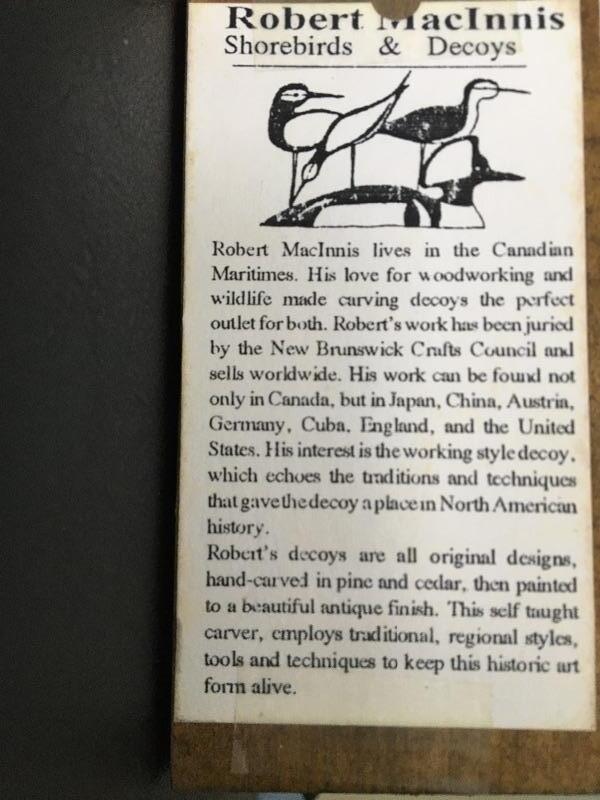 Robert MacInnis
Shorebirds & Decoys
Robert MacInnis lives in the Canadian
Maritimes. His love for woodworking and
wildlife made carving decoys the perfect
outlet for both. Robert's work has been juried
by the New Brunswick Crafts Council and
sells worldwide. His work can be found not
only in Canada, but in Japan, China, Austria,
Germany, Cuba, England, and the United
States. His interest is the working style decoy,
which echoes the traditions and techniques
that gave the decoy a place in North American
history.
Robert's decoys are all original designs,
hand-carved in pine and cedar, then painted
to a beautiful antique finish. This self taught
carver, employs traditional, regional styles,
tools and techniques to keep this historic art
form alive.